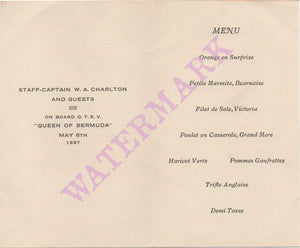 STAFF-CAPTAIN W. A. CHARLTON
AND GUESTS
ON BOARD Q. T. E. V.
"QUEEN OF BERMUDA"
MAY 6TH
1937
MENU
Orange en Surprise
Petite Marmite, Bearnaise
Filet de Sole, Victoria
Poulet en Casserole, Grand Mere
Haricot Verts Pommes Gaufrettes
Trifle Anglaise
Demi Tasse
WATERMARK